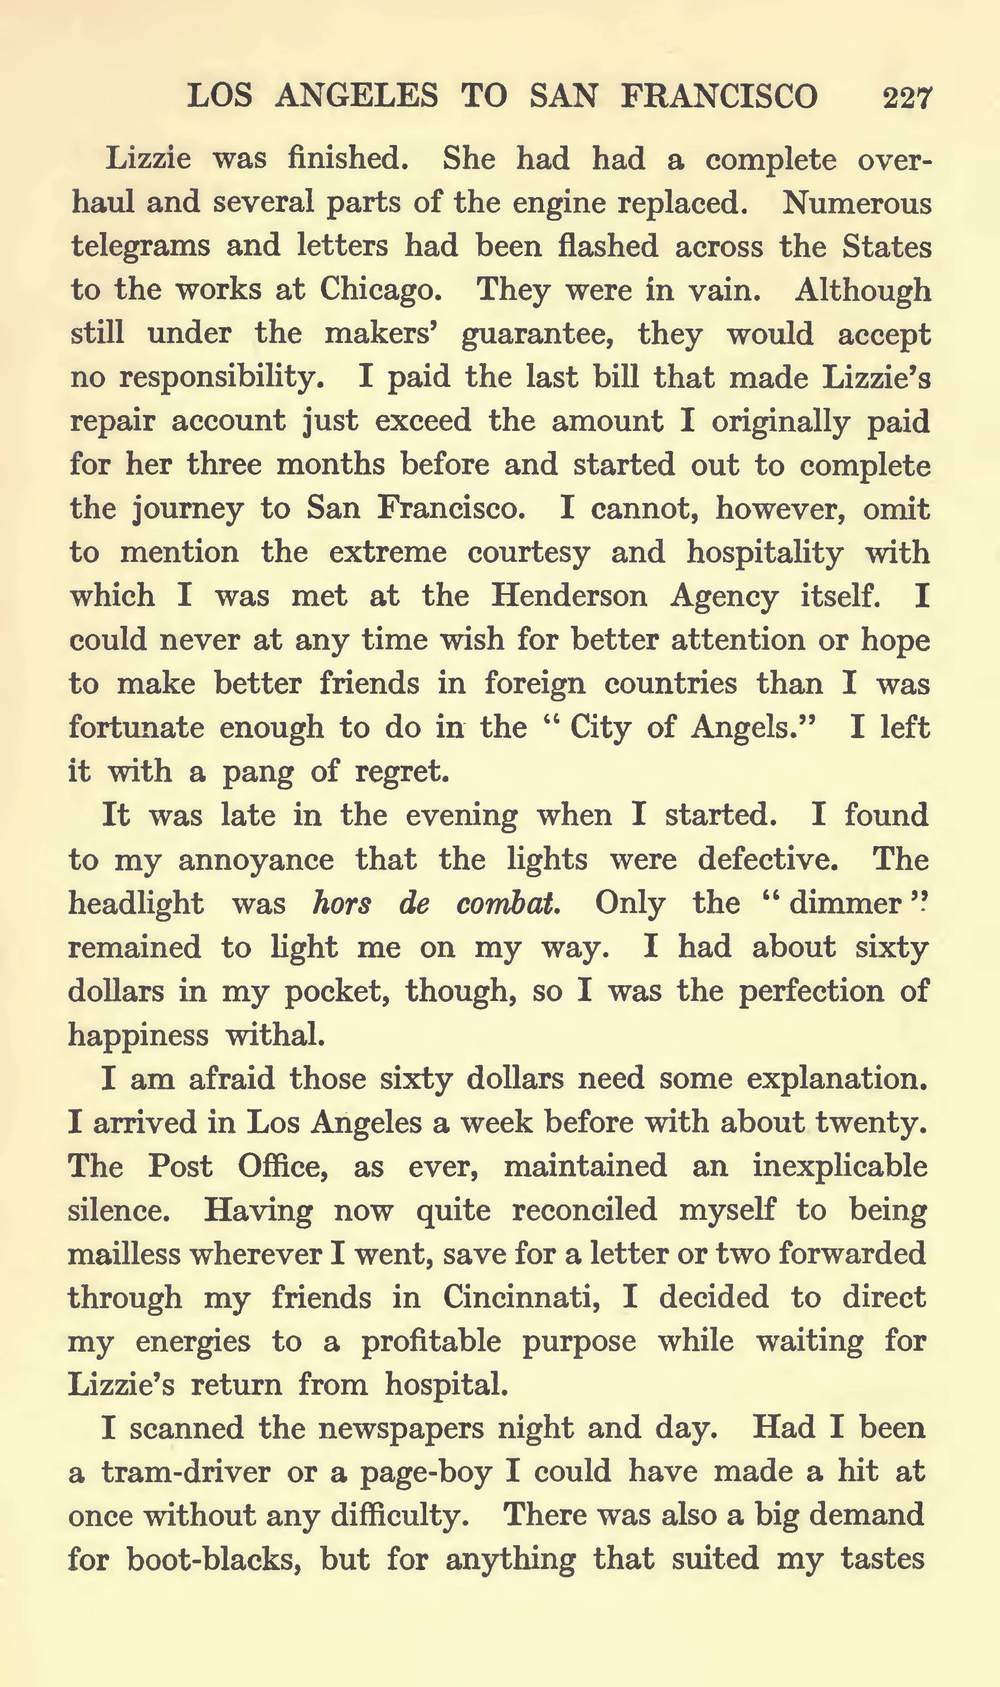 LOS ANGELES TO SAN FRANCISCO 227
Lizzie was finished. She had had a complete over-
haul and several parts of the engine replaced. Numerous
telegrams and letters had been flashed across the States
to the works at Chicago. They were in vain. Although
still under the makers’ guarantee, they would accept
no responsibility. I paid the last bill that made Lizzie’s
repair account just exceed the amount I originally paid
for her three months before and started out to complete
the journey to San Francisco. I cannot, however, omit
to mention the extreme courtesy and hospitality with
which I was met at the Henderson Agency itself. I
could never at any time wish for better attention or hope
to make better friends in foreign countries than I was
fortunate enough to do in the “ City of Angels.” I left
it with a pang of regret.
It was late in the evening when I started. I found
to my annoyance that the lights were defective. The
headlight was hors de combat. Only the “ dimmer ”
remained to light me on my way. I had about sixty
dollars in my pocket, though, so I was the perfection of
happiness withal.
I am afraid those sixty dollars need some explanation.
I arrived in Los Angeles a week before with about twenty.
The Post Office, as ever, maintained an inexplicable
silence. Having now quite reconciled myself to being
mailless wherever I went, save for a letter or two forwarded
through my friends in Cincinnati, I decided to direct
my energies to a profitable purpose while waiting for
Lizzie’s return from hospital.
I scanned the newspapers night and day. Had I been
a tram-driver or a page-boy I could have made a hit at
once without any difficulty. There was also a big demand
for boot-blacks, but for anything that suited my tastes